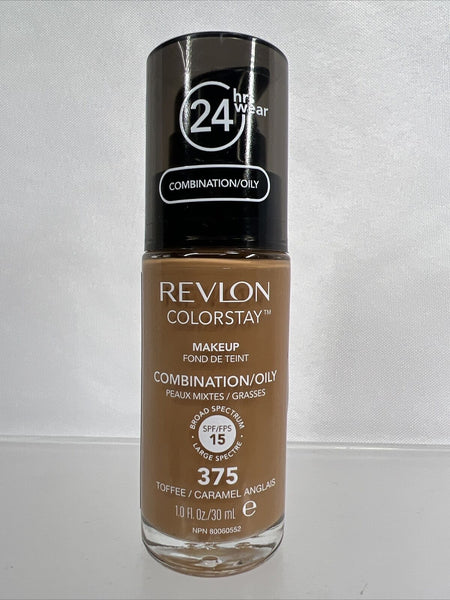 24 hrs wear
COMBINATION/OILY
REVLON
COLORSTAY™
MAKEUP
FOND DE TEINT
COMBINATION/OILY
PEAUX MIXTES / GRASSES
BROAD SPECTRUM
SPF/FPS
15
LARGE SPECTRE
375
TOFFEE / CARAMEL ANGLAIS
1.0 fl. Oz./30 mL ℮
NPN 80060552